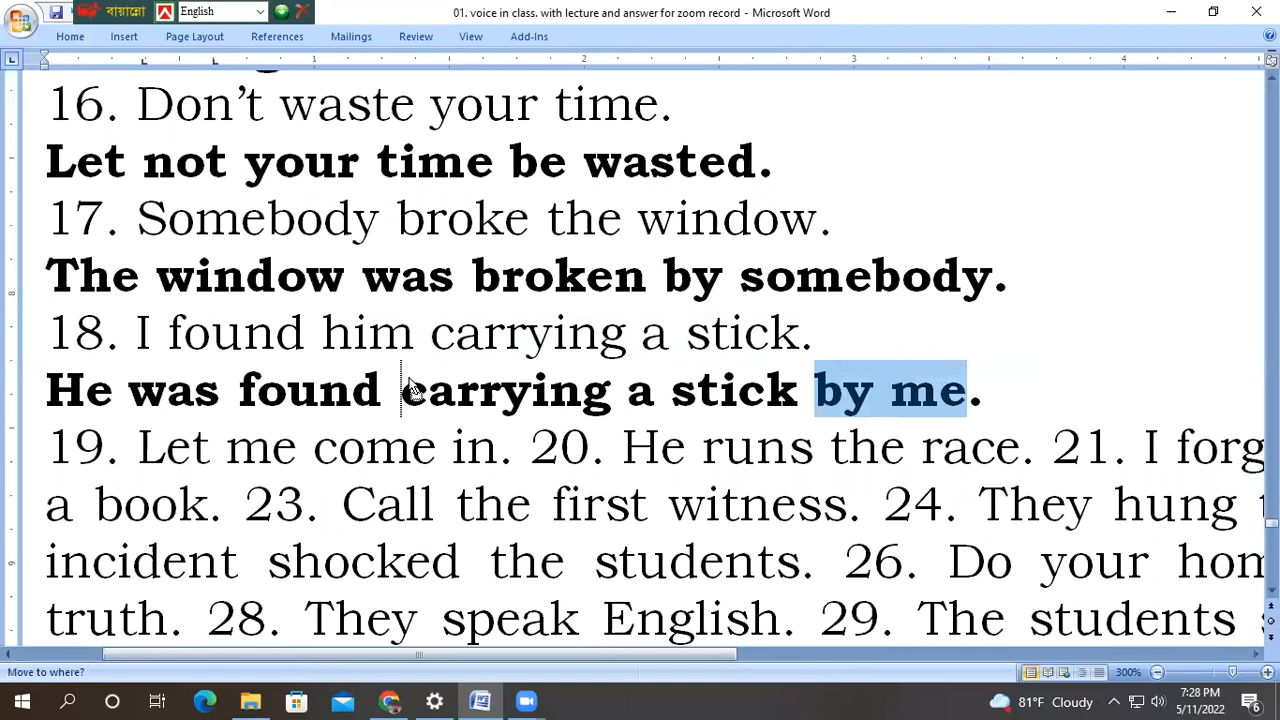 বায়ান্নো English 01. voice in class. with lecture and answer for zoom record - Microsoft Word
Home Insert Page Layout References Mailings Review View Add-Ins
1 2 3 4
16. Don't waste your time.
Let not your time be wasted.
17. Somebody broke the window.
The window was broken by somebody.
18. I found him carrying a stick.
He was found carrying a stick by me.
19. Let me come in. 20. He runs the race. 21. I forg
a book. 23. Call the first witness. 24. They hung
incident shocked the students. 26. Do your hom
truth. 28. They speak English. 29. The students
Move to where? 300%
81°F Cloudy 7:28 PM
5/11/2022 6